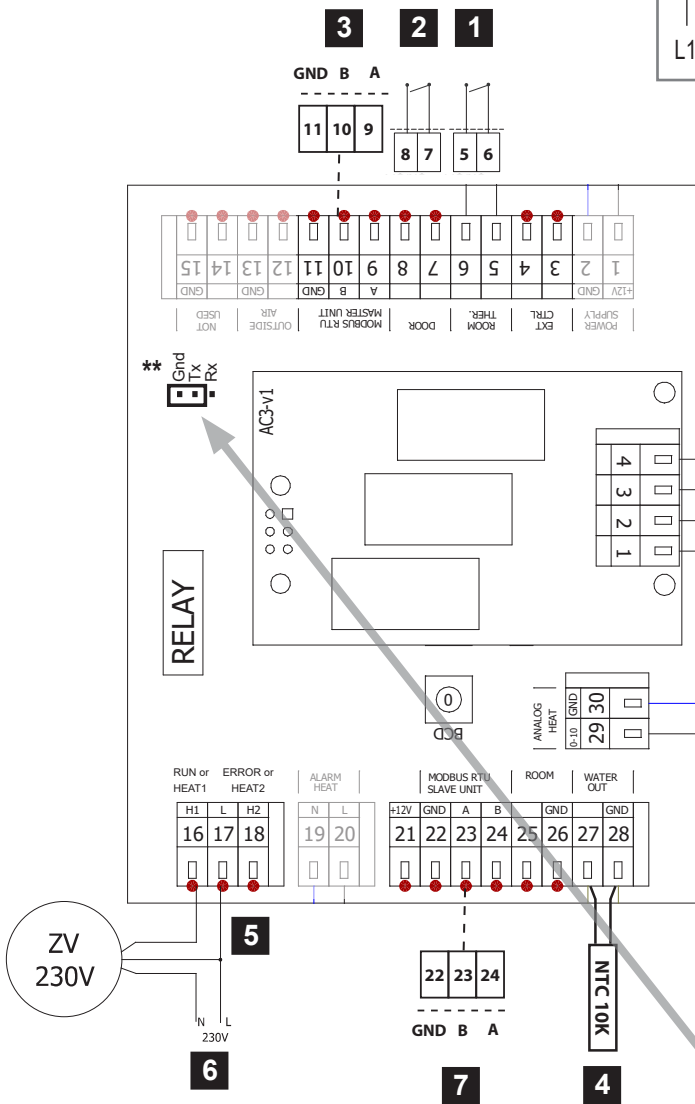 3 2 1
L1
GND B A
11 10 9
8 7
5 6
15 14 13 12 11 10 9 8 7 6 5 4 3 2 1
GND GND GND B A GND +12V
NOT USED
OUTSIDE AIR
MODBUS RTU MASTER UNIT
DOOR
ROOM THER.
EXT CTRL
POWER SUPPLY
**
Gnd
Tx
Rx
AC3-v1
4
3
2
1
RELAY
0
BCD
ANALOG HEAT
0-10 GND
29 30
RUN or HEAT1
ERROR or HEAT2
ALARM HEAT
MODBUS RTU SLAVE UNIT
ROOM
WATER OUT
H1 L H2 N L +12V GND A B GND GND
16 17 18 19 20 21 22 23 24 25 26 27 28
ZV
230V
5
N L
230V
6
22 23 24
GND B A
7
NTC 10K
4